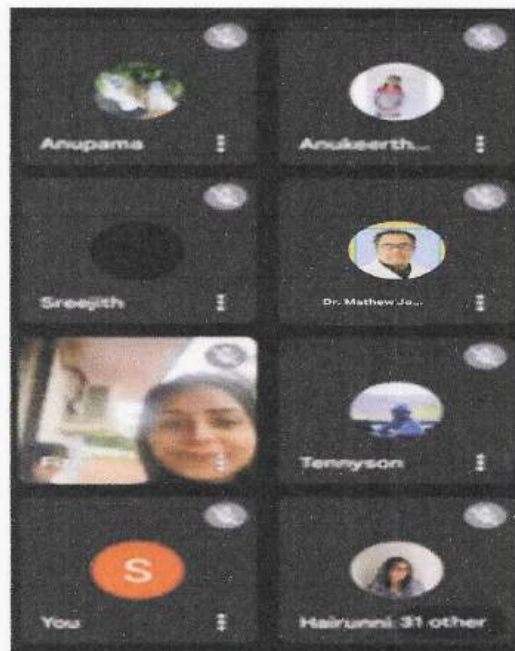 Anupama
Anukeerth...
Sreejith
Dr. Mathew Jo...
Tennyson
S
You
Hairunni 31 other